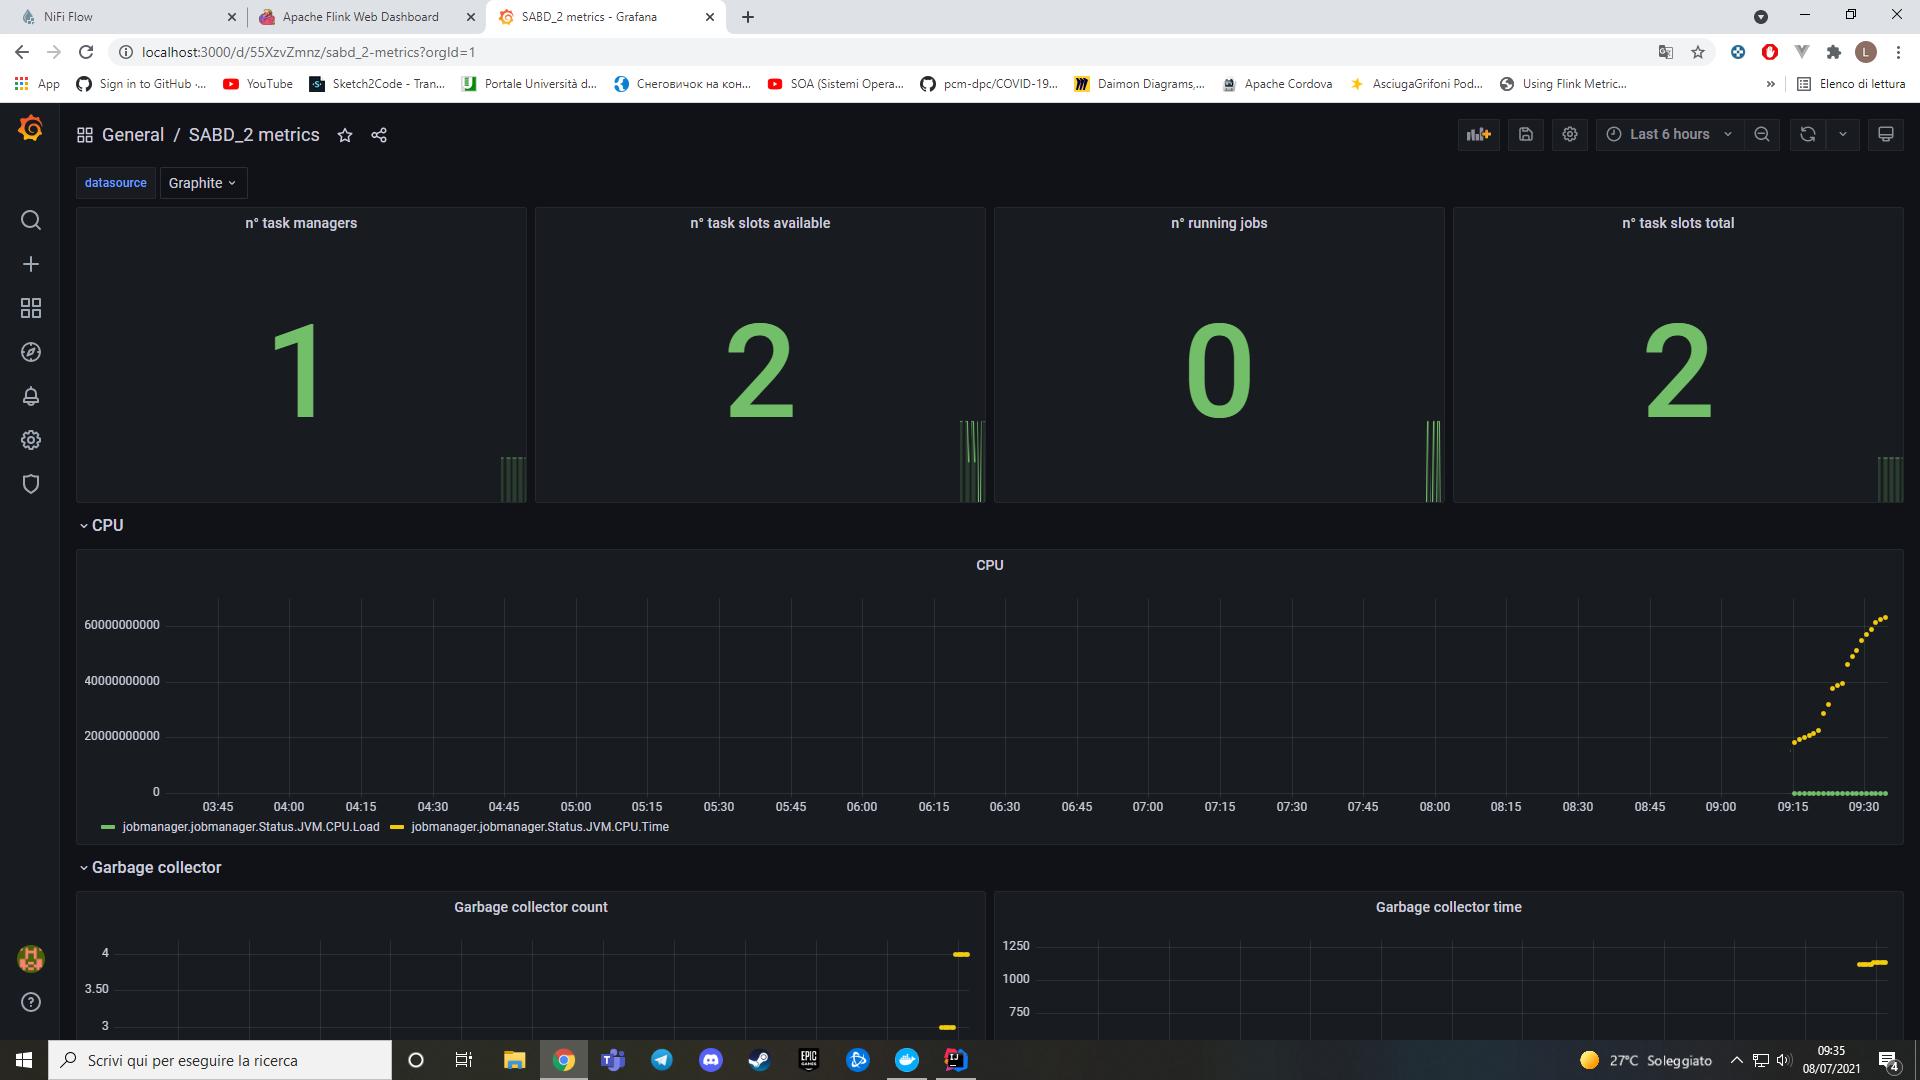 NiFi Flow
Apache Flink Web Dashboard
SABD_2 metrics - Grafana
localhost:3000/d/55XzvZmnz/sabd_2-metrics?orgId=1
App
Sign in to GitHub ·...
YouTube
Sketch2Code - Tran...
Portale Università d...
Снеговичок на кон...
SOA (Sistemi Opera...
pcm-dpc/COVID-19...
Daimon Diagrams,...
Apache Cordova
AsciugaGrifoni Pod...
Using Flink Metric...
»
Elenco di lettura
L
General / SABD_2 metrics
Last 6 hours
datasource
Graphite
n° task managers
1
n° task slots available
2
n° running jobs
0
n° task slots total
2
CPU
CPU
60000000000
40000000000
20000000000
0
03:45 04:00 04:15 04:30 04:45 05:00 05:15 05:30 05:45 06:00 06:15 06:30 06:45 07:00 07:15 07:30 07:45 08:00 08:15 08:30 08:45 09:00 09:15 09:30
jobmanager.jobmanager.Status.JVM.CPU.Load jobmanager.jobmanager.Status.JVM.CPU.Time
Garbage collector
Garbage collector count
4
3.50
3
Garbage collector time
1250
1000
750
Scrivi qui per eseguire la ricerca
EPIC GAMES
IJ
27°C Soleggiato
09:35
08/07/2021
4